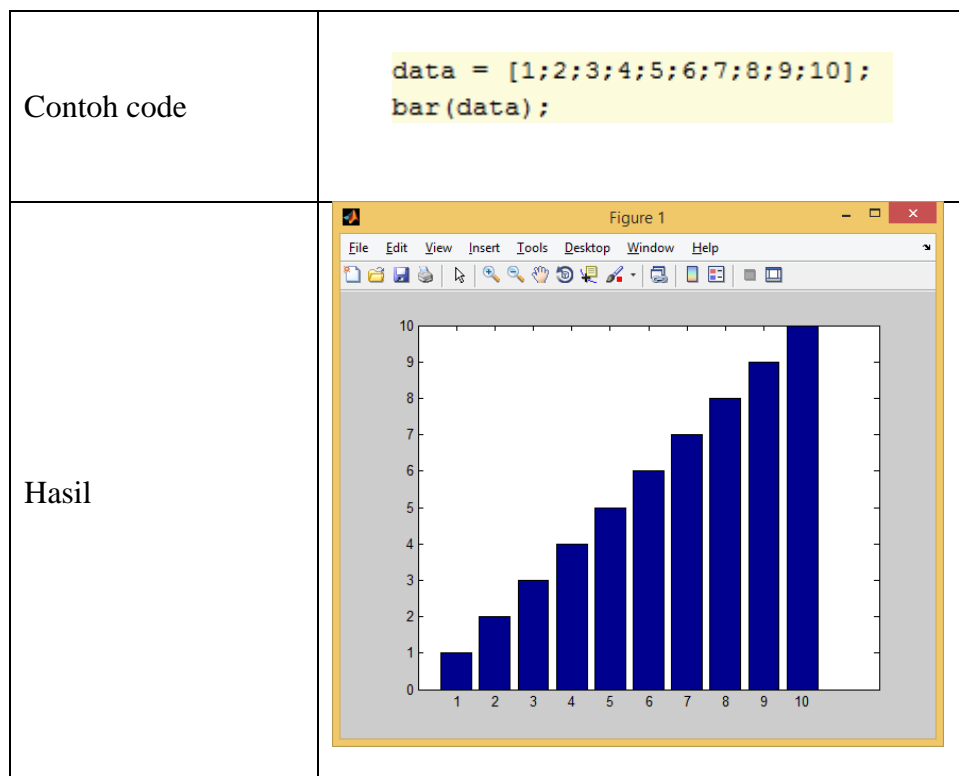 Contoh code
data = [1;2;3;4;5;6;7;8;9;10];
bar(data);
Hasil
Figure 1
File Edit View Insert Tools Desktop Window Help
10
9
8
7
6
5
4
3
2
1
0
1 2 3 4 5 6 7 8 9 10